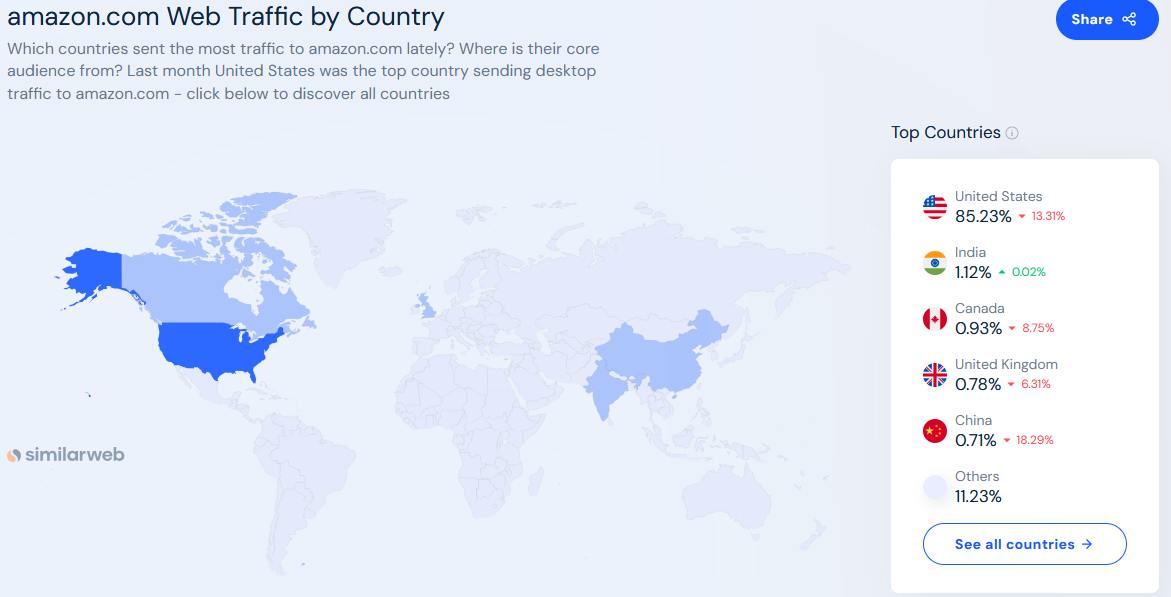 amazon.com Web Traffic by Country
Share
Which countries sent the most traffic to amazon.com lately? Where is their core
audience from? Last month United States was the top country sending desktop
traffic to amazon.com - click below to discover all countries
Top Countries
United States
85.23% 13.31%
India
1.12% 0.02%
Canada
0.93% 8.75%
United Kingdom
0.78% 6.31%
China
0.71% 18.29%
Others
11.23%
See all countries →
similarweb